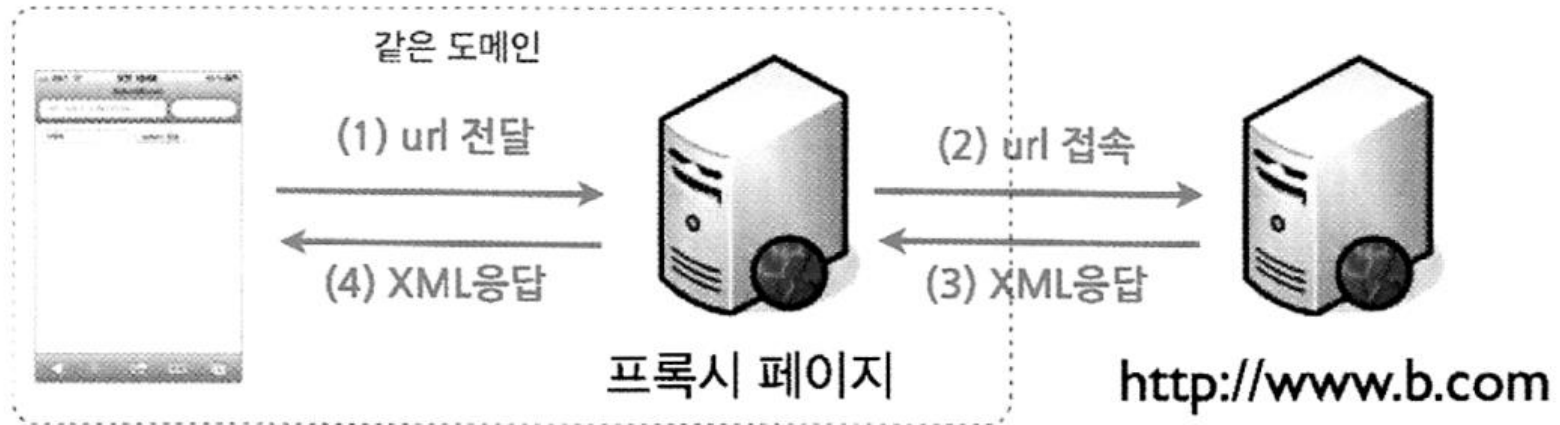 같은 도메인
(1) url 전달
(2) url 접속
(4) XML응답
(3) XML응답
프록시 페이지
http://www.b.com